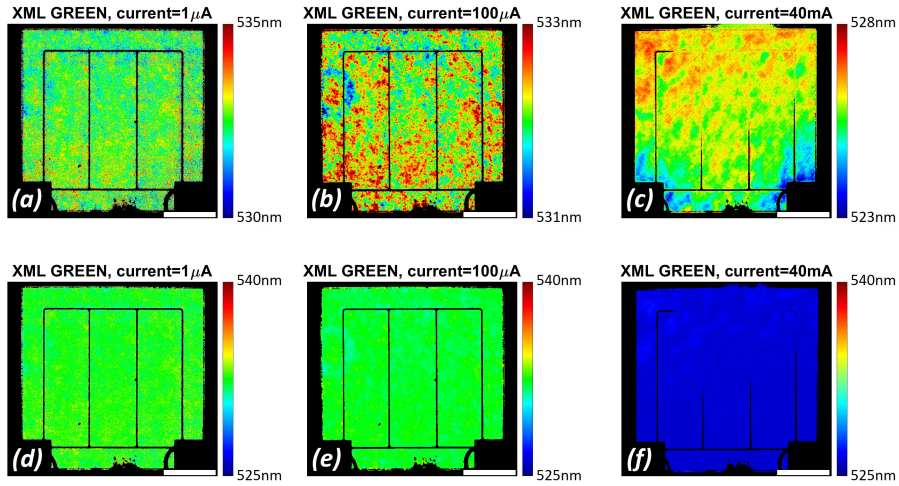 XML GREEN, current=1μA
535nm
(a)
530nm
XML GREEN, current=100μA
533nm
(b)
531nm
XML GREEN, current=40mA
528nm
(c)
523nm
XML GREEN, current=1μA
540nm
(d)
525nm
XML GREEN, current=100μA
540nm
(e)
525nm
XML GREEN, current=40mA
540nm
(f)
525nm